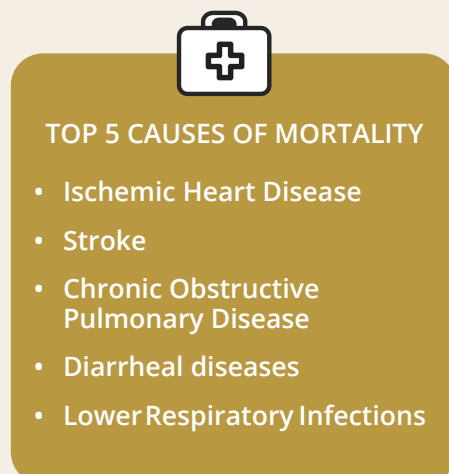 TOP 5 CAUSES OF MORTALITY
• Ischemic Heart Disease
• Stroke
• Chronic Obstructive
Pulmonary Disease
• Diarrheal diseases
• Lower Respiratory Infections